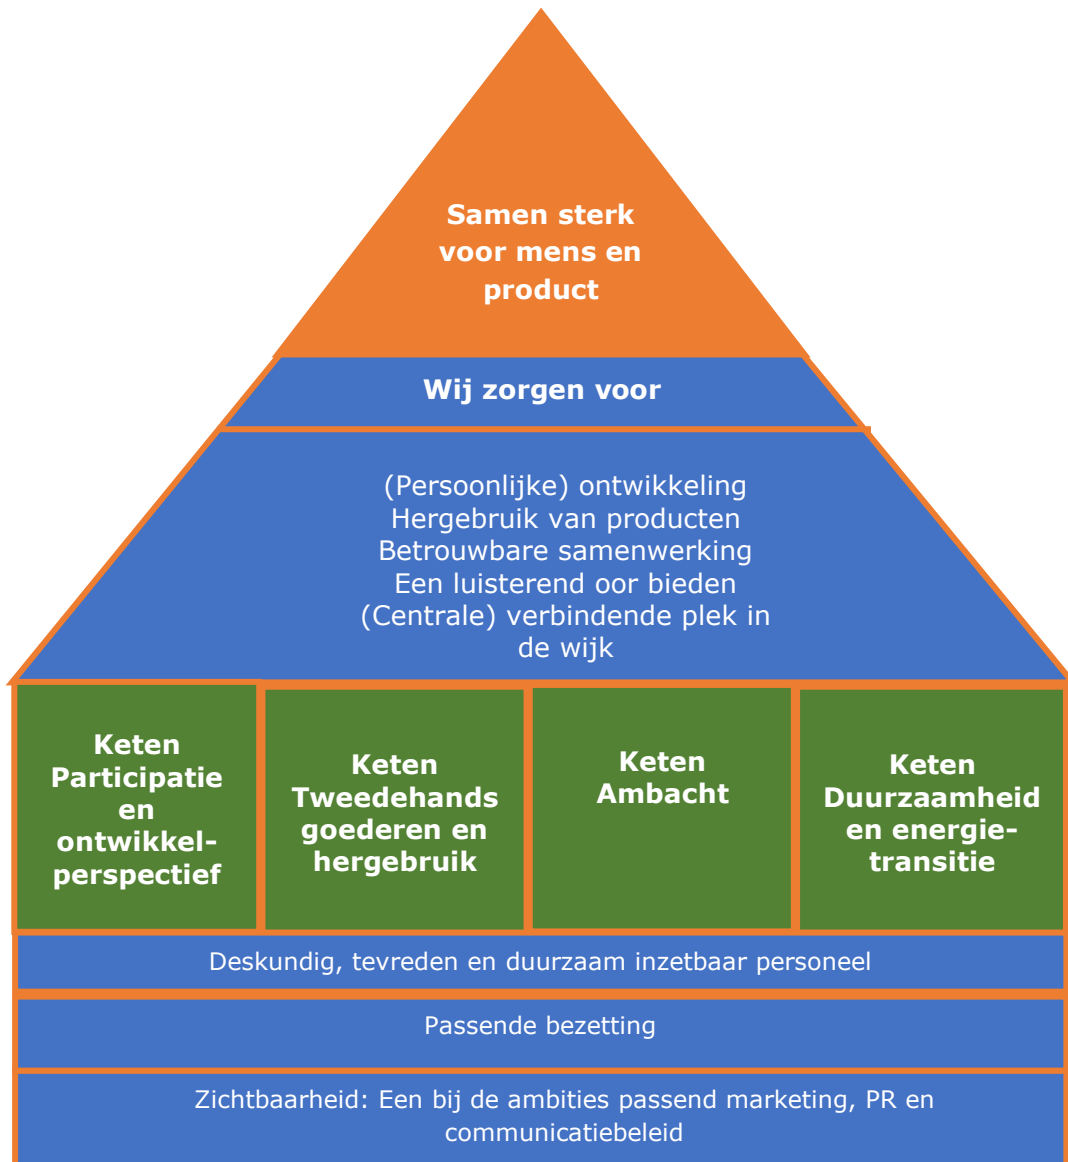 Samen sterk
voor mens en
product
Wij zorgen voor
(Persoonlijke) ontwikkeling
Hergebruik van producten
Betrouwbare samenwerking
Een luisterend oor bieden
(Centrale) verbindende plek in
de wijk
Keten
Participatie
en
ontwikkel-
perspectief
Keten
Tweedehands
goederen en
hergebruik
Keten
Ambacht
Keten
Duurzaamheid
en energie-
transitie
Deskundig, tevreden en duurzaam inzetbaar personeel
Passende bezetting
Zichtbaarheid: Een bij de ambities passend marketing, PR en
communicatiebeleid